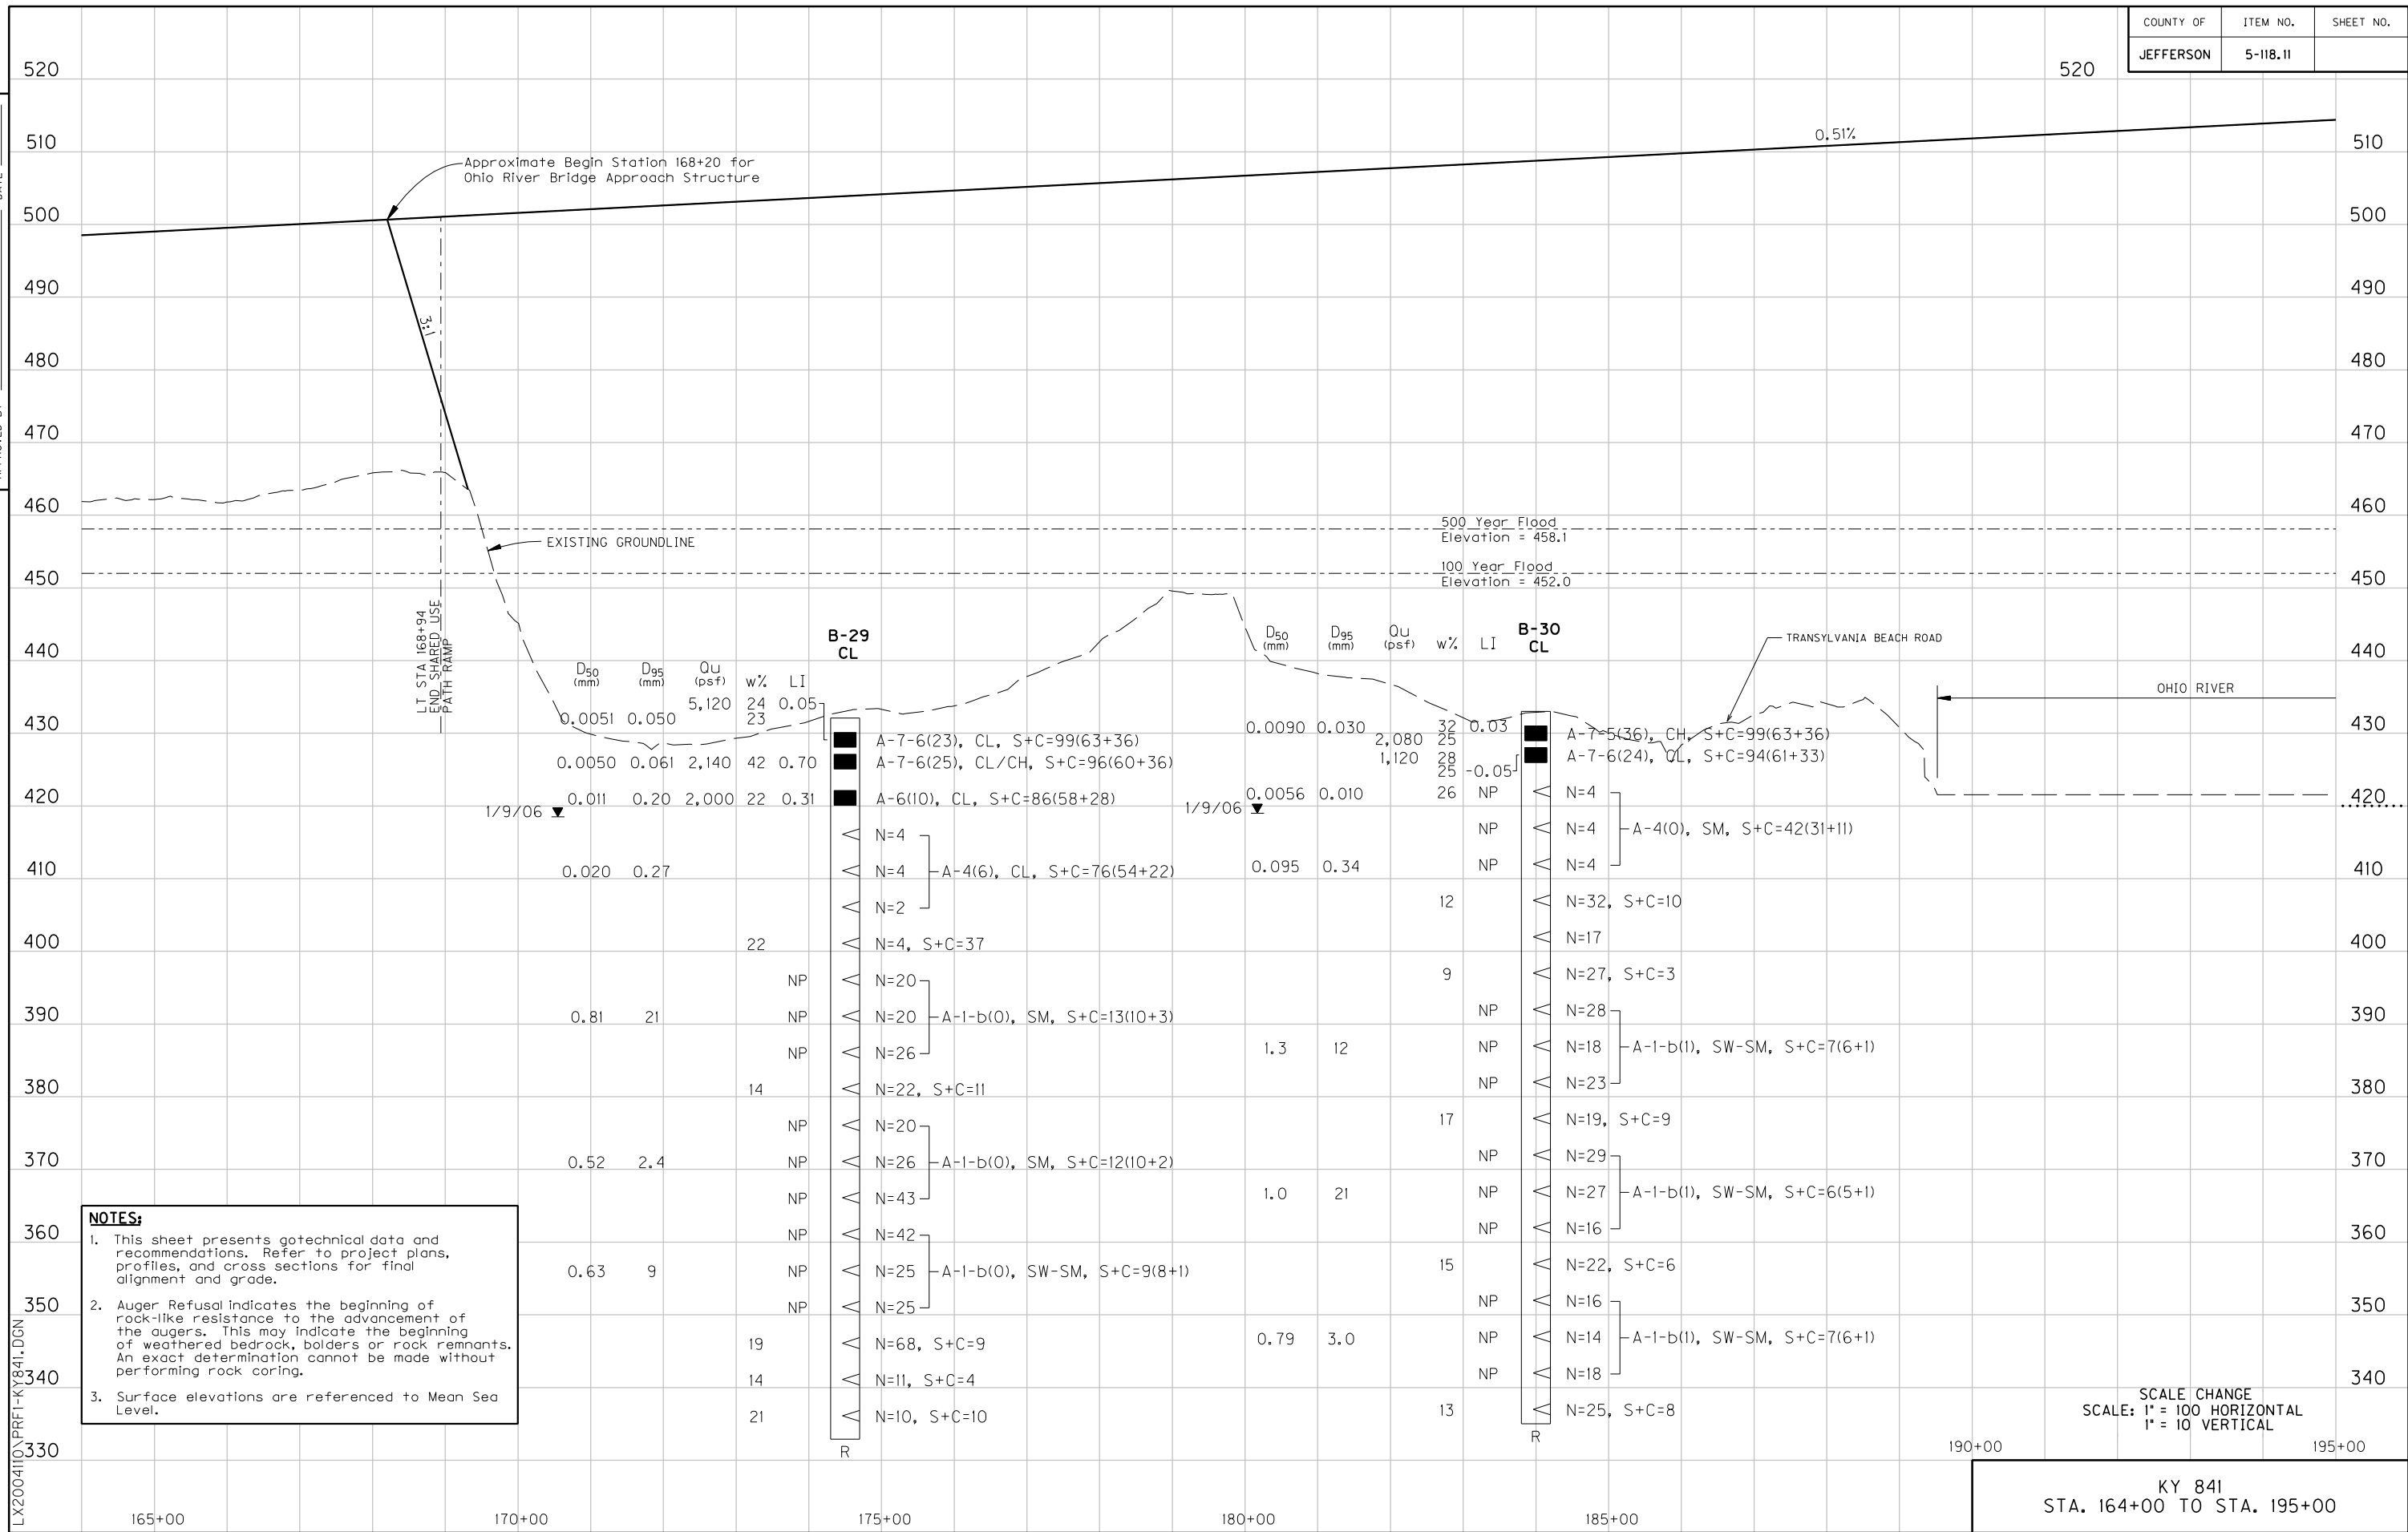 COUNTY OF ITEM NO. SHEET NO.
JEFFERSON 5-118.11
520 520
0.51%
510 510
Approximate Begin Station 168+20 for
Ohio River Bridge Approach Structure
500 500
490 490
3:1
480 480
470 470
460 460
500 Year Flood
Elevation = 458.1
EXISTING GROUNDLINE
100 Year Flood
Elevation = 452.0
450 450
LT STA 168+94
END SHARED USE
PATH RAMP
B-29
CL
B-30
CL
TRANSYLVANIA BEACH ROAD
440 440
OHIO RIVER
D50 (mm) D95 (mm) Qu (psf) w% LI
5,120 24 0.05
0.0051 0.050 23
430 430
A-7-6(23), CL, S+C=99(63+36)
0.0050 0.061 2,140 42 0.70 A-7-6(25), CL/CH, S+C=96(60+36)
420 420
0.011 0.20 2,000 22 0.31 A-6(10), CL, S+C=86(58+28)
1/9/06
N=4
410 410
0.020 0.27 N=4 A-4(6), CL, S+C=76(54+22)
N=2
400 400
22 N=4, S+C=37
NP N=20
390 390
0.81 21 NP N=20 A-1-b(0), SM, S+C=13(10+3)
NP N=26
380 380
14 N=22, S+C=11
NP N=20
370 370
0.52 2.4 NP N=26 A-1-b(0), SM, S+C=12(10+2)
NP N=43
360 360
NP N=42
0.63 9 NP N=25 A-1-b(0), SW-SM, S+C=9(8+1)
350 350
NP N=25
19 N=68, S+C=9
340 340
14 N=11, S+C=4
21 N=10, S+C=10
330
R
D50 (mm) D95 (mm) Qu (psf) w% LI
0.0090 0.030 32 0.03 A-7-5(36), CH, S+C=99(63+36)
2,080 25
1,120 28 A-7-6(24), CL, S+C=94(61+33)
25 -0.05
0.0056 0.010 26 NP N=4
1/9/06
NP N=4 A-4(0), SM, S+C=42(31+11)
0.095 0.34 NP N=4
12 N=32, S+C=10
N=17
9 N=27, S+C=3
NP N=28
1.3 12 NP N=18 A-1-b(1), SW-SM, S+C=7(6+1)
NP N=23
17 N=19, S+C=9
NP N=29
1.0 21 NP N=27 A-1-b(1), SW-SM, S+C=6(5+1)
NP N=16
15 N=22, S+C=6
NP N=16
0.79 3.0 NP N=14 A-1-b(1), SW-SM, S+C=7(6+1)
NP N=18
13 N=25, S+C=8
R
NOTES:
1. This sheet presents gotechnical data and
recommendations. Refer to project plans,
profiles, and cross sections for final
alignment and grade.
2. Auger Refusal indicates the beginning of
rock-like resistance to the advancement of
the augers. This may indicate the beginning
of weathered bedrock, bolders or rock remnants.
An exact determination cannot be made without
performing rock coring.
3. Surface elevations are referenced to Mean Sea
Level.
LX2004110\PRF1-KY841.DGN
SCALE CHANGE
SCALE: 1" = 100 HORIZONTAL
1" = 10 VERTICAL
190+00 195+00
165+00 170+00 175+00 180+00 185+00
KY 841
STA. 164+00 TO STA. 195+00